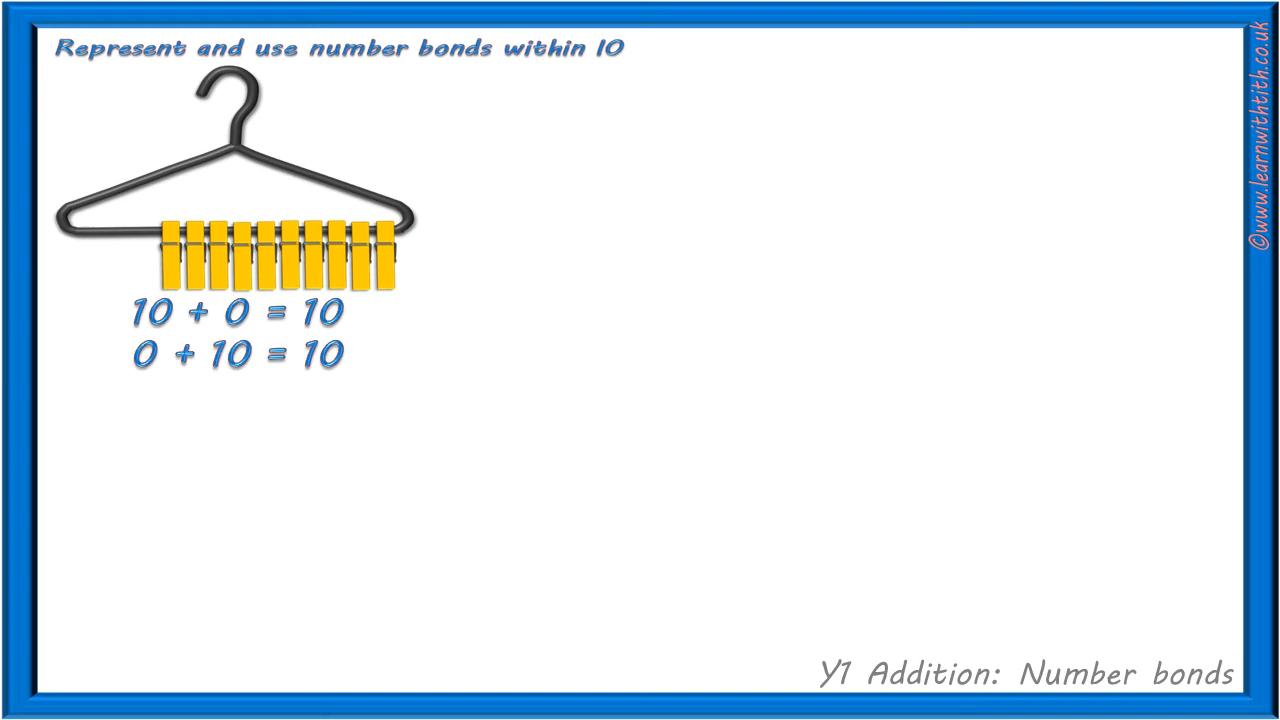 Represent and use number bonds within 10
10 + 0 = 10
0 + 10 = 10
Y1 Addition: Number bonds
©www.learnwithtith.co.uk